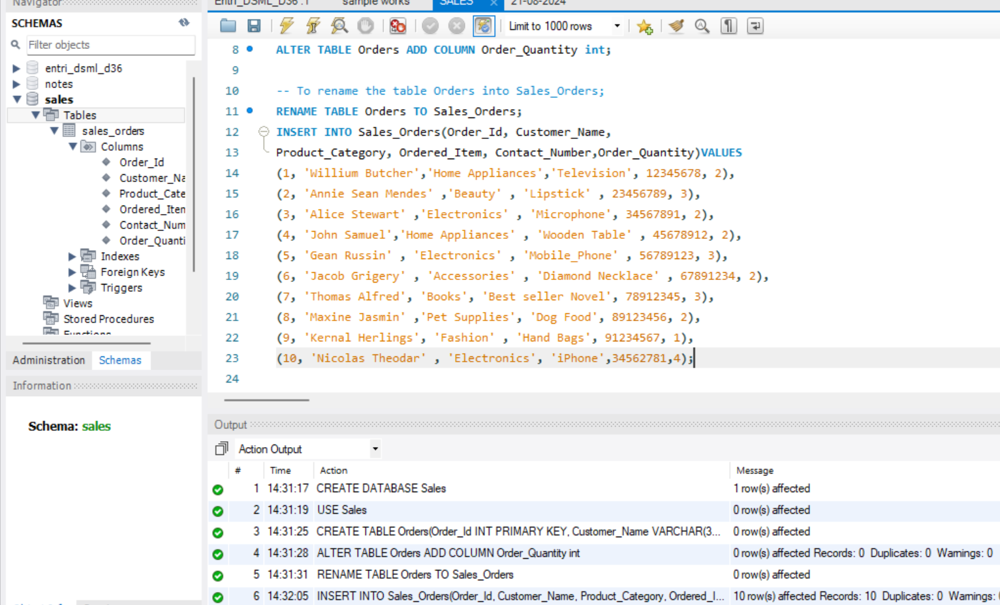 Navigator
SCHEMAS
Filter objects
entri_dsml_d36
notes
sales
Tables
sales_orders
Columns
Order_Id
Customer_Na
Product_Cate
Ordered_Iten
Contact_Num
Order_Quanti
Indexes
Foreign Keys
Triggers
Views
Stored Procedures
Functions
Administration Schemas
Information
Schema: sales
Entri_DSML_D36 .1 sample works SALES 21-08-2024
Limit to 1000 rows
8 ALTER TABLE Orders ADD COLUMN Order_Quantity int;
9
10 -- To rename the table Orders into Sales_Orders;
11 RENAME TABLE Orders TO Sales_Orders;
12 INSERT INTO Sales_Orders(Order_Id, Customer_Name,
13 Product_Category, Ordered_Item, Contact_Number,Order_Quantity)VALUES
14 (1, 'Willium Butcher','Home Appliances','Television', 12345678, 2),
15 (2, 'Annie Sean Mendes' ,'Beauty' , 'Lipstick' , 23456789, 3),
16 (3, 'Alice Stewart' ,'Electronics' , 'Microphone', 34567891, 2),
17 (4, 'John Samuel','Home Appliances' , 'Wooden Table' , 45678912, 2),
18 (5, 'Gean Russin' , 'Electronics' , 'Mobile_Phone' , 56789123, 3),
19 (6, 'Jacob Grigery' , 'Accessories' , 'Diamond Necklace' , 67891234, 2),
20 (7, 'Thomas Alfred', 'Books', 'Best seller Novel', 78912345, 3),
21 (8, 'Maxine Jasmin' ,'Pet Supplies', 'Dog Food', 89123456, 2),
22 (9, 'Kernal Herlings', 'Fashion' , 'Hand Bags', 91234567, 1),
23 (10, 'Nicolas Theodar' , 'Electronics', 'iPhone',34562781,4);
24
Output
Action Output
# Time Action Message
1 14:31:17 CREATE DATABASE Sales 1 row(s) affected
2 14:31:19 USE Sales 0 row(s) affected
3 14:31:25 CREATE TABLE Orders(Order_Id INT PRIMARY KEY, Customer_Name VARCHAR(3... 0 row(s) affected
4 14:31:28 ALTER TABLE Orders ADD COLUMN Order_Quantity int 0 row(s) affected Records: 0 Duplicates: 0 Warnings: 0
5 14:31:31 RENAME TABLE Orders TO Sales_Orders 0 row(s) affected
6 14:32:05 INSERT INTO Sales_Orders(Order_Id, Customer_Name, Product_Category, Ordered_I... 10 row(s) affected Records: 10 Duplicates: 0 Warnings: